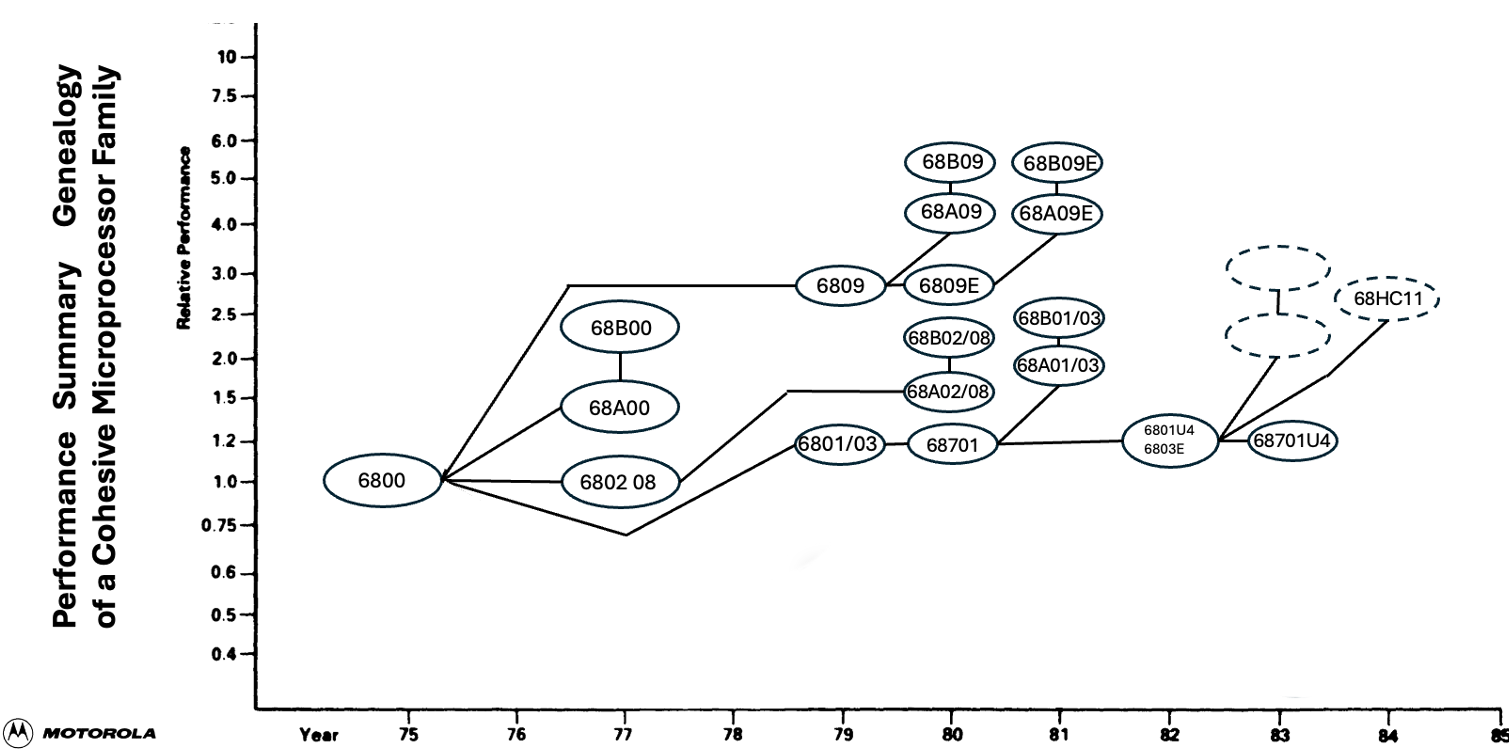 Performance Summary Genealogy
of a Cohesive Microprocessor Family
Relative Performance
10
7.5
6.0
5.0
4.0
3.0
2.5
2.0
1.5
1.2
1.0
0.75
0.6
0.5
0.4
68B09
68B09E
68A09
68A09E
6809
6809E
68HC11
68B00
68B01/03
68B02/08
68A01/03
68A00
68A02/08
6801/03
68701
6801U4
6803E
68701U4
6800
6802 08
MOTOROLA
Year 75 76 77 78 79 80 81 82 83 84 85